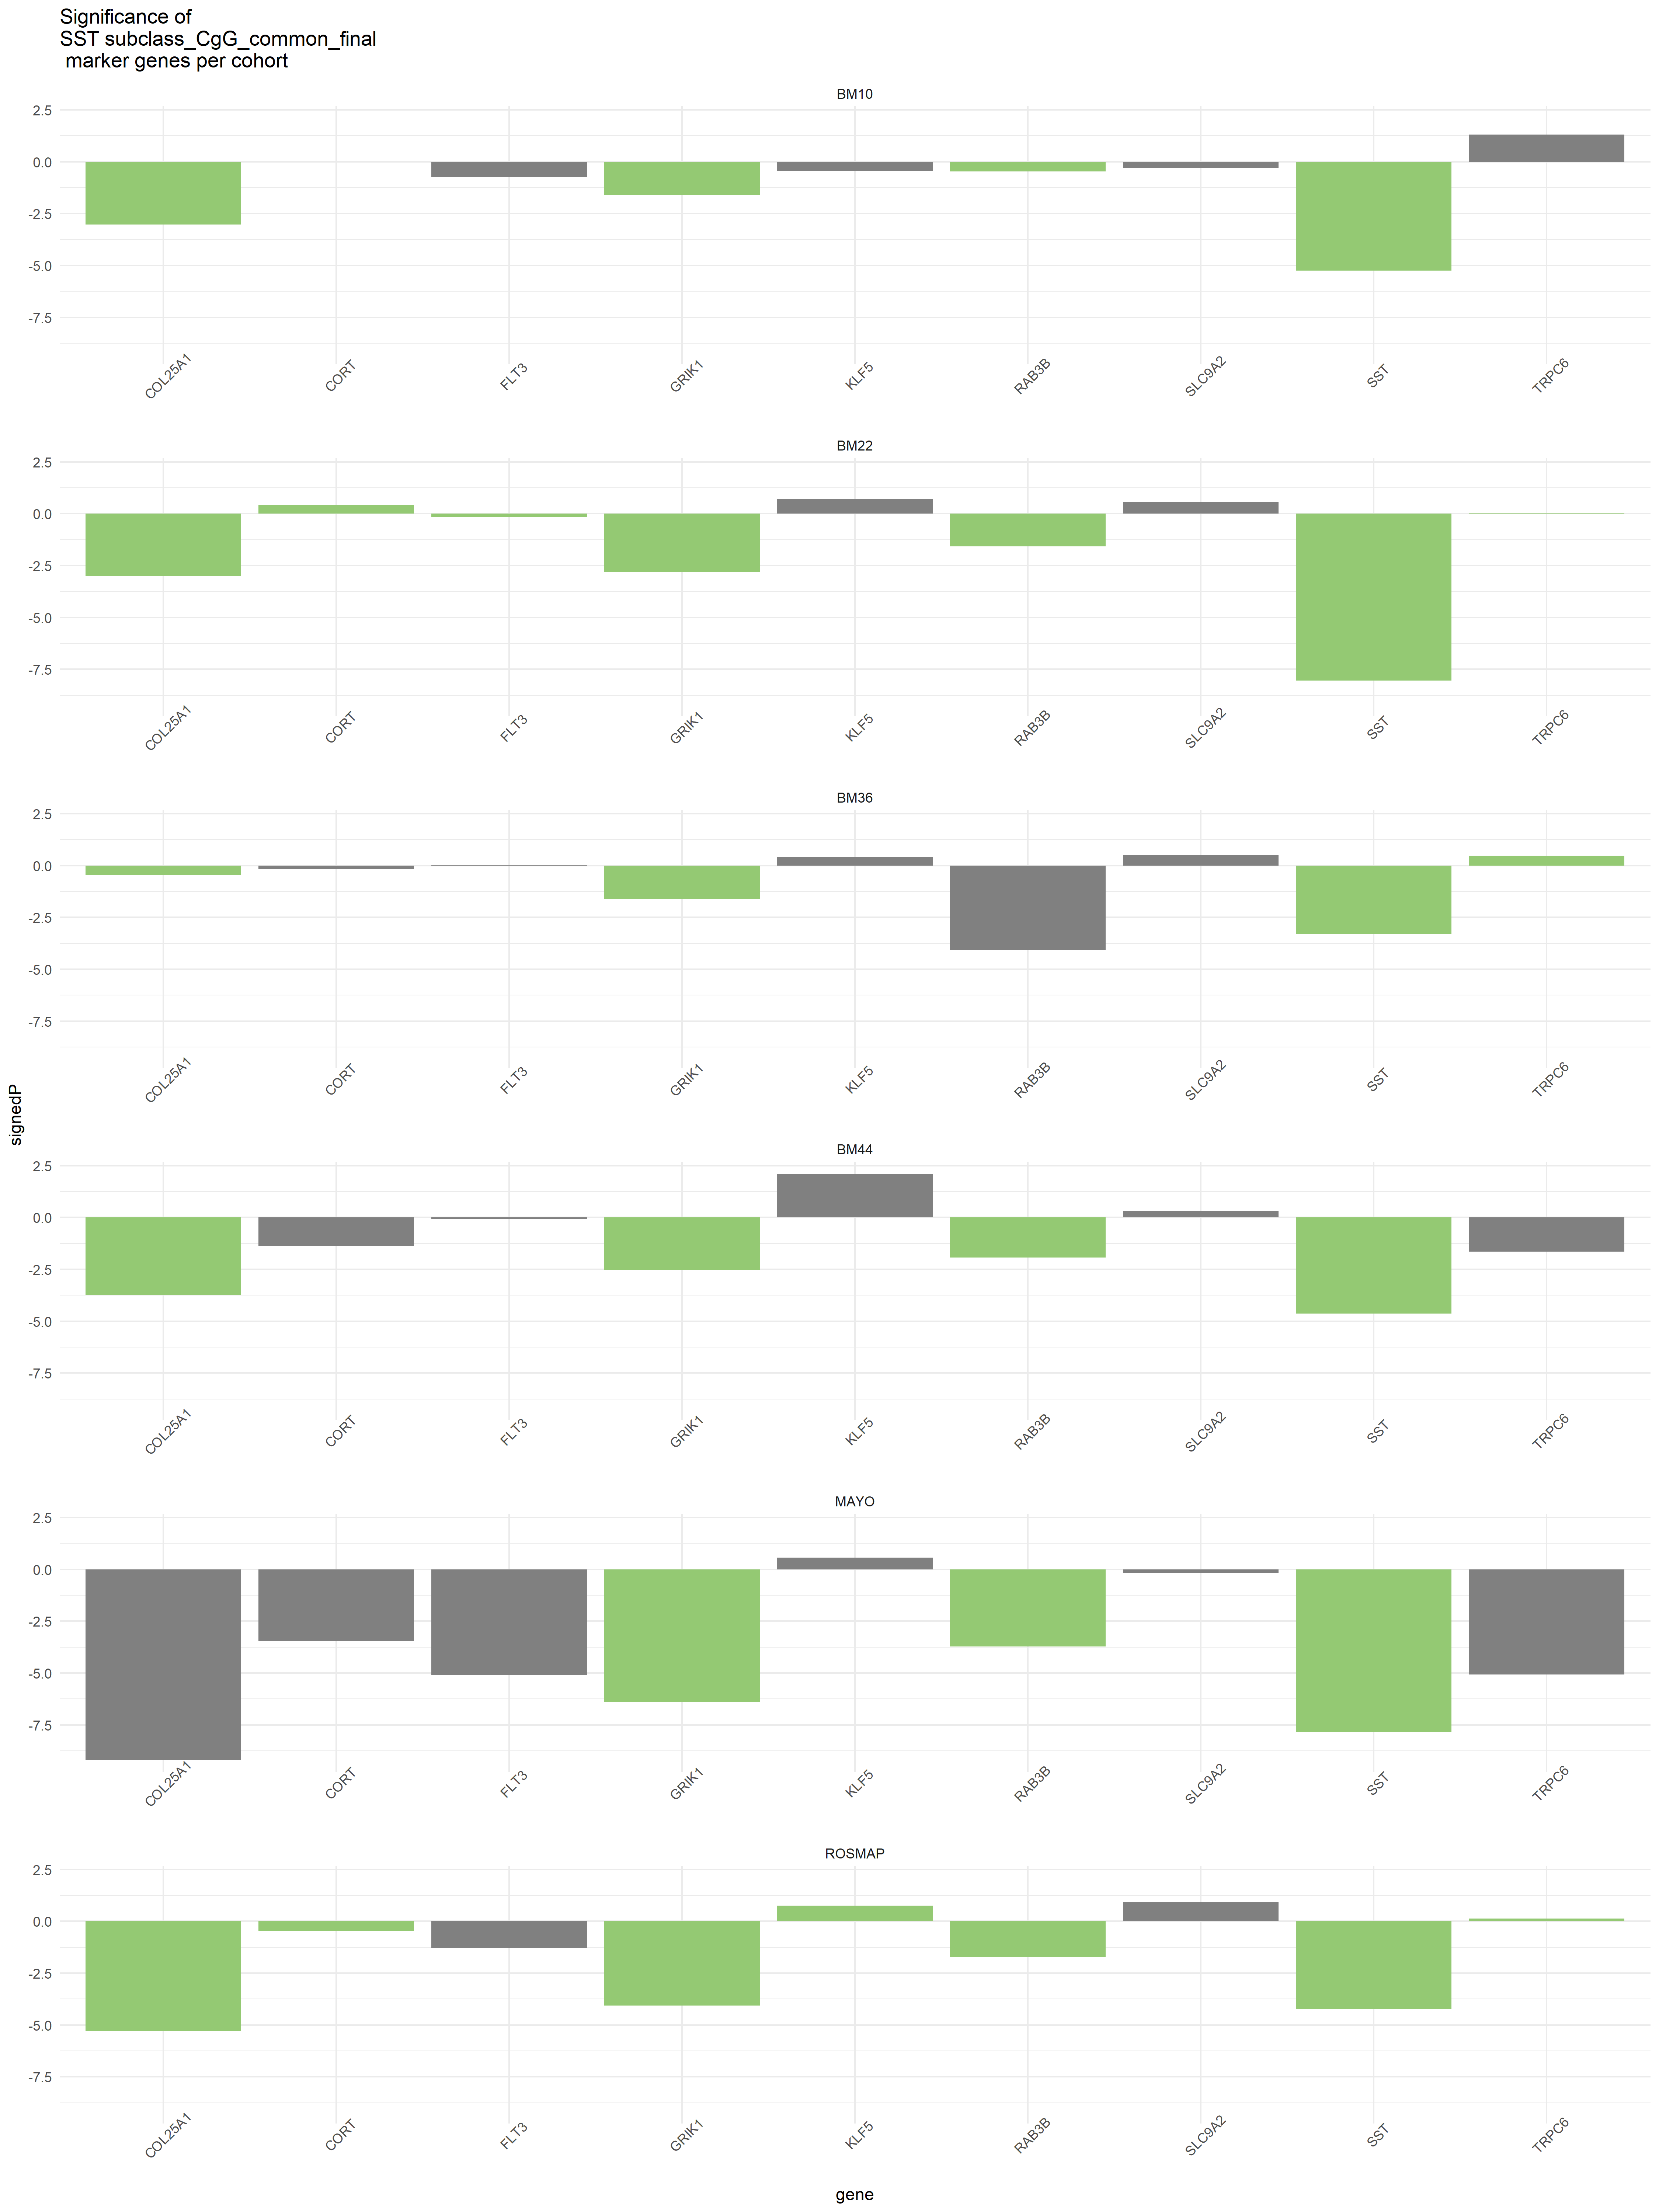 Significance of
SST subclass_CgG_common_final
marker genes per cohort
signedP
BM10
2.5
0.0
-2.5
-5.0
-7.5
COL25A1 CORT FLT3 GRIK1 KLF5 RAB3B SLC9A2 SST TRPC6
BM22
2.5
0.0
-2.5
-5.0
-7.5
COL25A1 CORT FLT3 GRIK1 KLF5 RAB3B SLC9A2 SST TRPC6
BM36
2.5
0.0
-2.5
-5.0
-7.5
COL25A1 CORT FLT3 GRIK1 KLF5 RAB3B SLC9A2 SST TRPC6
BM44
2.5
0.0
-2.5
-5.0
-7.5
COL25A1 CORT FLT3 GRIK1 KLF5 RAB3B SLC9A2 SST TRPC6
MAYO
2.5
0.0
-2.5
-5.0
-7.5
COL25A1 CORT FLT3 GRIK1 KLF5 RAB3B SLC9A2 SST TRPC6
ROSMAP
2.5
0.0
-2.5
-5.0
-7.5
COL25A1 CORT FLT3 GRIK1 KLF5 RAB3B SLC9A2 SST TRPC6
gene